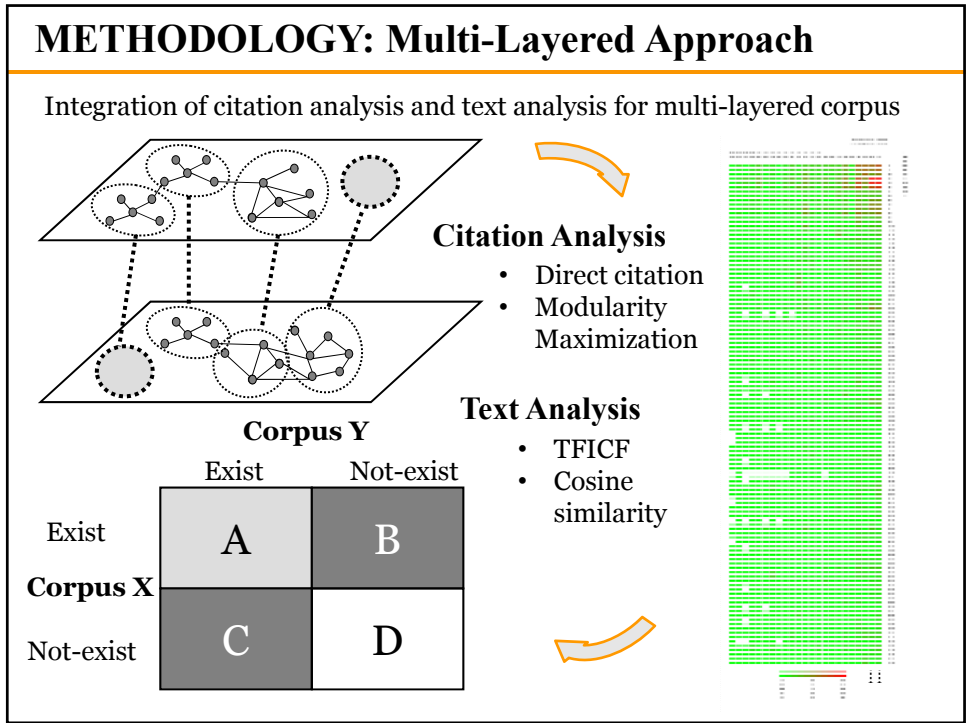 METHODOLOGY: Multi-Layered Approach
Integration of citation analysis and text analysis for multi-layered corpus
Citation Analysis
• Direct citation
• Modularity
Maximization
Text Analysis
• TFICF
• Cosine
similarity
Corpus Y
Exist Not-exist
Exist
A B
Corpus X
Not-exist
C D